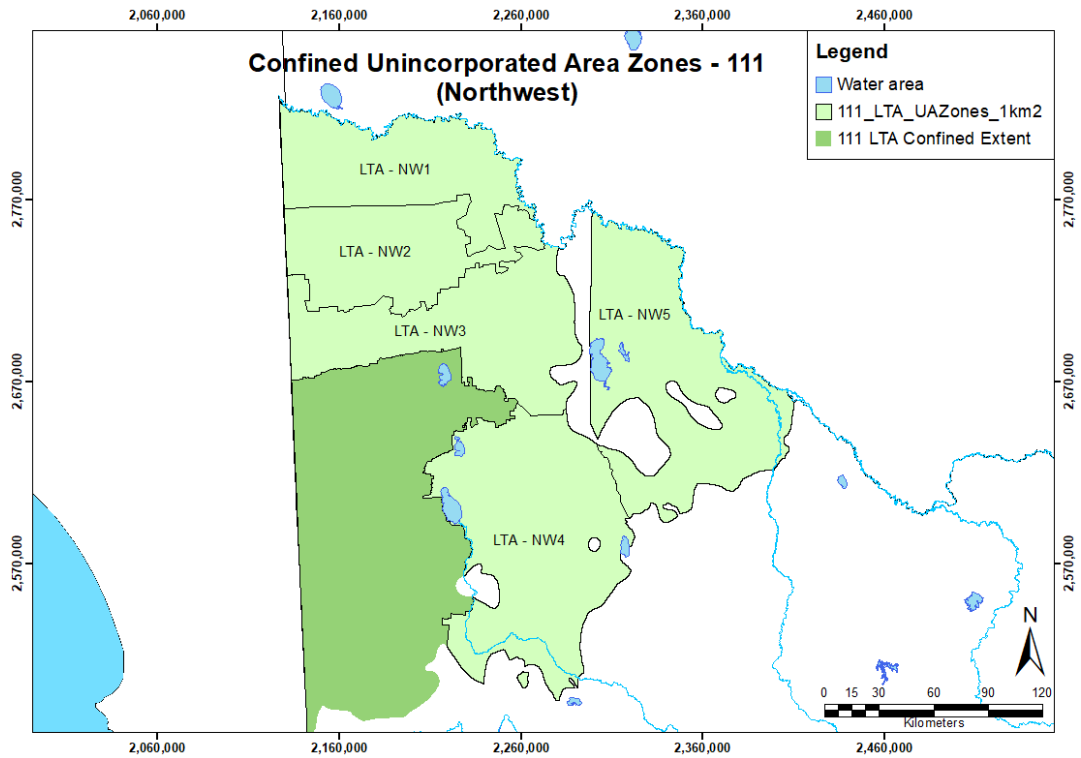 2,060,000 2,160,000 2,260,000 2,360,000 2,460,000
Confined Unincorporated Area Zones - 111
(Northwest)
Legend
Water area
111_LTA_UAZones_1km2
111 LTA Confined Extent
LTA - NW1
2,770,000 2,770,000
LTA - NW2
LTA - NW5
LTA - NW3
2,670,000 2,670,000
LTA - NW4
2,570,000 2,570,000
N
0 15 30 60 90 120
Kilometers
2,060,000 2,160,000 2,260,000 2,360,000 2,460,000